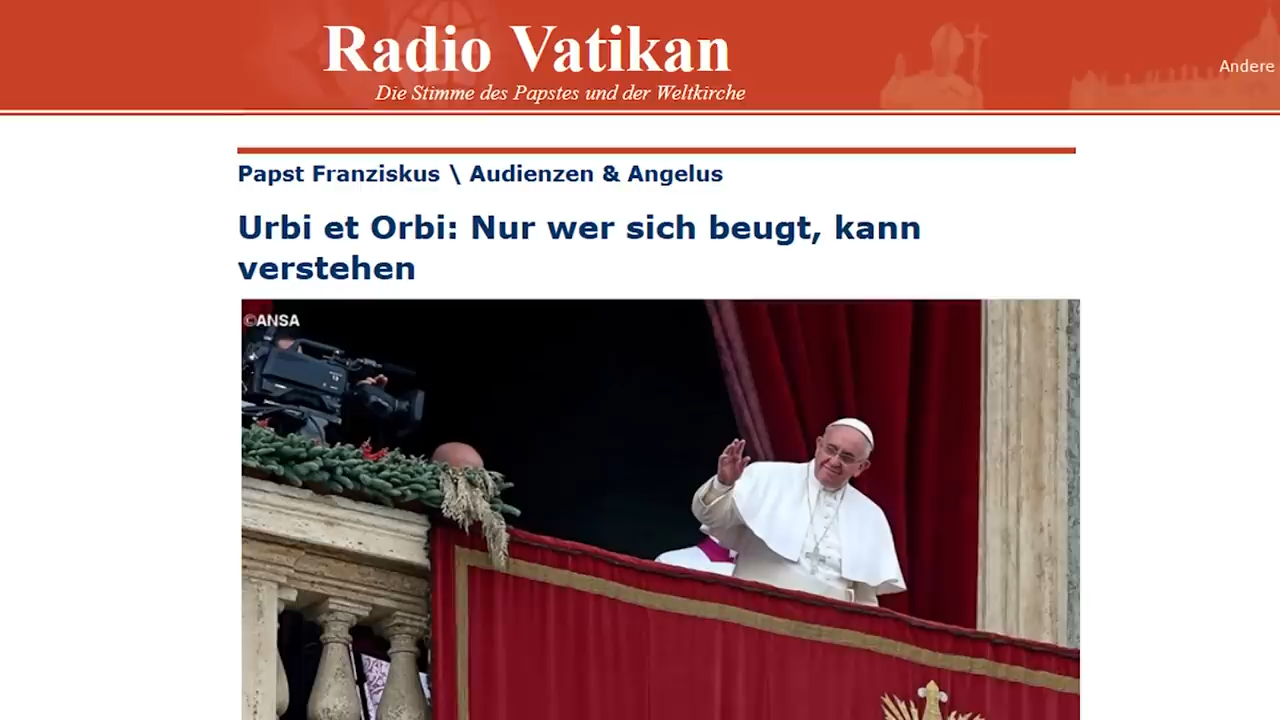 Radio Vatikan
Die Stimme des Papstes und der Weltkirche
Andere
Papst Franziskus \ Audienzen & Angelus
Urbi et Orbi: Nur wer sich beugt, kann
verstehen
©ANSA